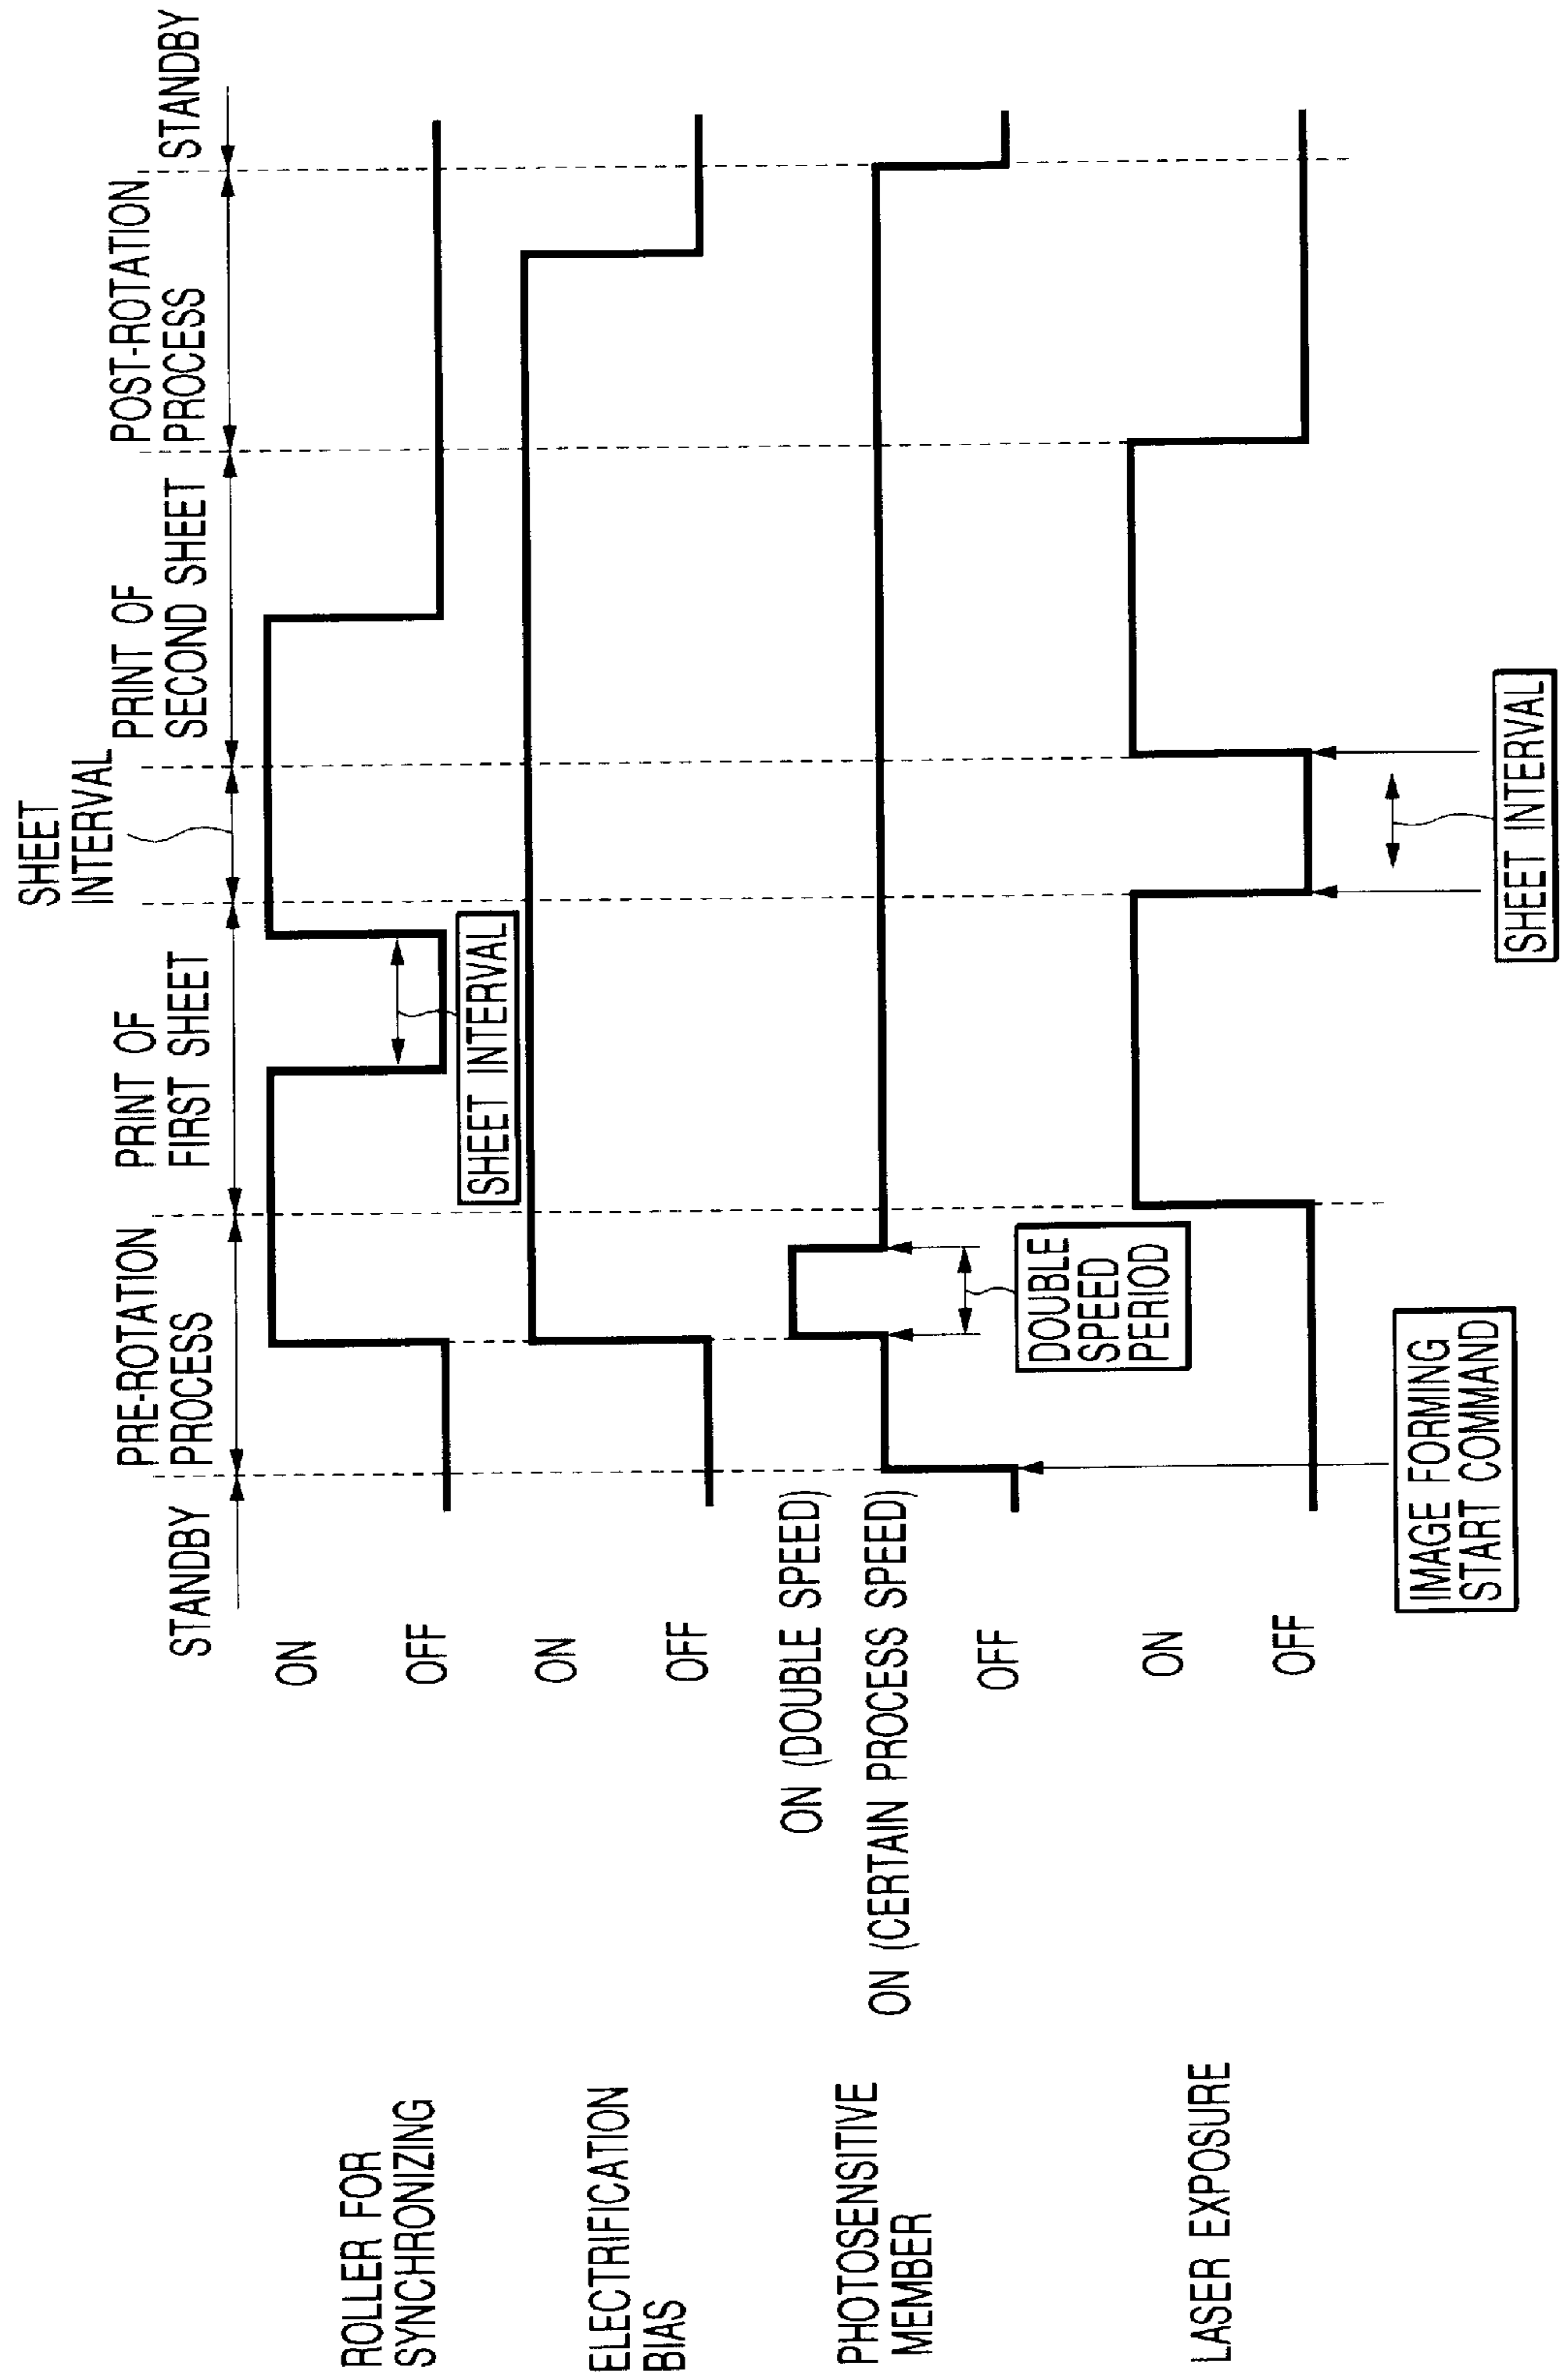 STANDBY
PRE-ROTATION
PROCESS
PRINT OF
FIRST SHEET
SHEET
INTERVAL
PRINT OF
SECOND SHEET
POST-ROTATION
PROCESS
STANDBY
ROLLER FOR
SYNCHRONIZING
ON
OFF
SHEET INTERVAL
ELECTRIFICATION
BIAS
ON
OFF
PHOTOSENSITIVE
MEMBER
ON (DOUBLE SPEED)
ON (CERTAIN PROCESS SPEED)
OFF
DOUBLE
SPEED
PERIOD
LASER EXPOSURE
ON
OFF
IMAGE FORMING
START COMMAND
SHEET INTERVAL